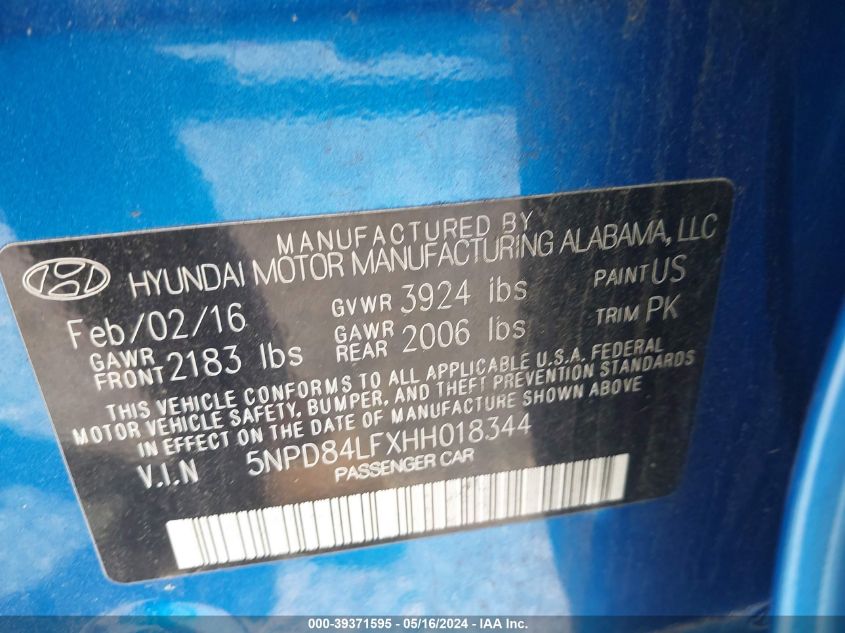 MANUFACTURED BY
HYUNDAI MOTOR MANUFACTURING ALABAMA, LLC
Feb/02/16 GVWR 3924 lbs PAINT US
GAWR FRONT 2183 lbs GAWR REAR 2006 lbs TRIM PK
THIS VEHICLE CONFORMS TO ALL APPLICABLE U.S.A. FEDERAL
MOTOR VEHICLE SAFETY, BUMPER, AND THEFT PREVENTION STANDARDS
IN EFFECT ON THE DATE OF MANUFACTURE SHOWN ABOVE
V.I.N 5NPD84LFXHH018344
PASSENGER CAR
000-39371595 - 05/16/2024 - IAA Inc.